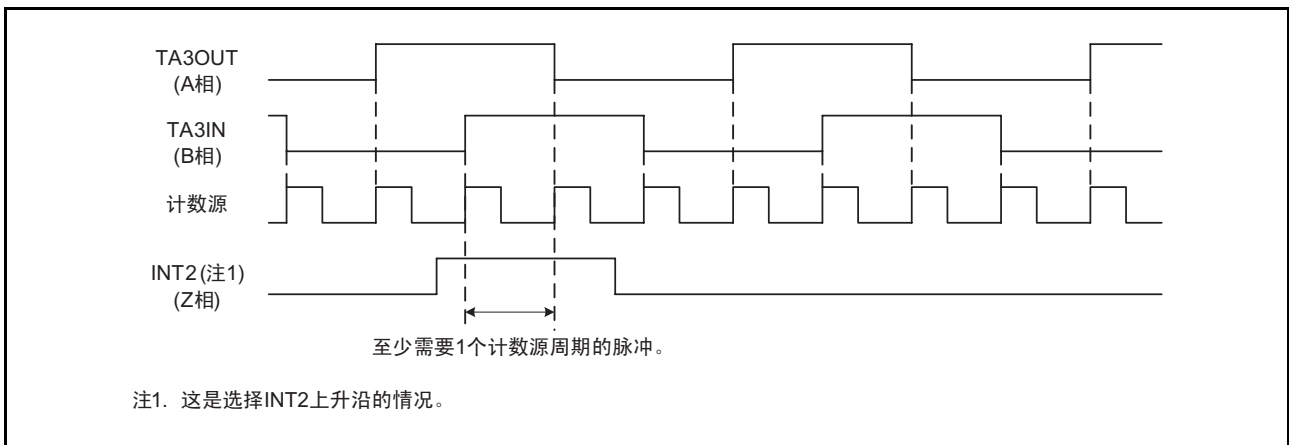 TA3OUT
(A相)
TA3IN
(B相)
计数源
INT2(注1)
(Z相)
至少需要1个计数源周期的脉冲。
注1. 这是选择INT2上升沿的情况。